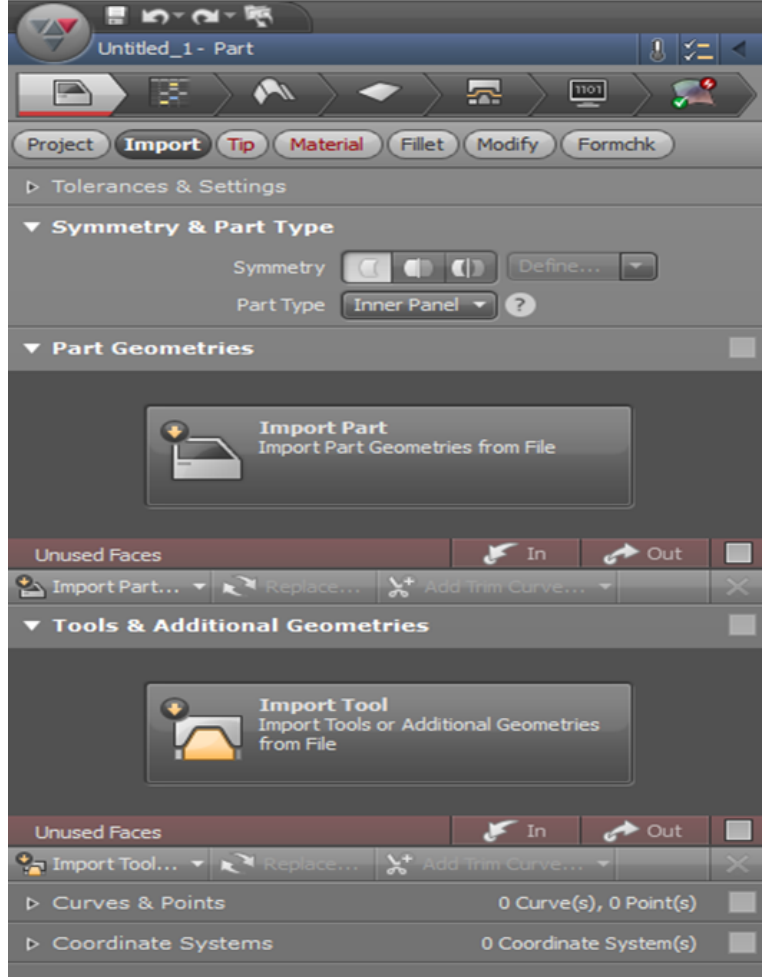 Untitled_1 - Part
1101
Project Import Tip Material Fillet Modify Formchk
Tolerances & Settings
Symmetry & Part Type
Symmetry Define...
Part Type Inner Panel ?
Part Geometries
Import Part
Import Part Geometries from File
Unused Faces In Out
Import Part... Replace... Add Trim Curve...
Tools & Additional Geometries
Import Tool
Import Tools or Additional Geometries
from File
Unused Faces In Out
Import Tool... Replace... Add Trim Curve...
Curves & Points 0 Curve(s), 0 Point(s)
Coordinate Systems 0 Coordinate System(s)